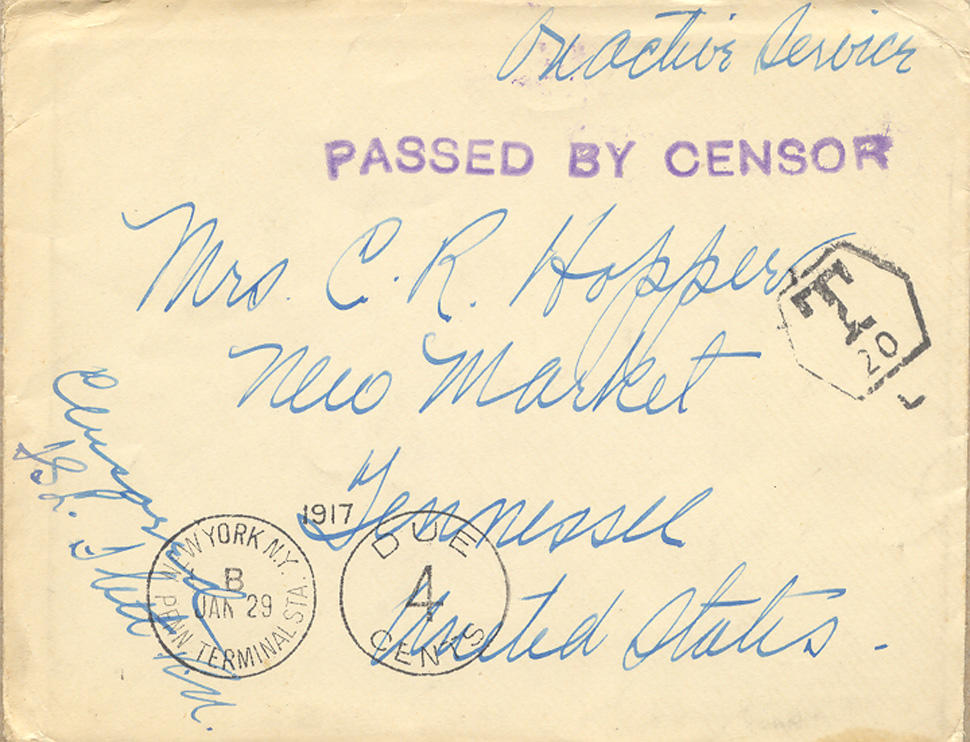 On active Service
PASSED BY CENSOR
Mrs. C. R. Hopper
T
20
New Market
Tennessee
United States.
Censored
1917
NEW YORK N.Y.
B
JAN 29
PENN TERMINAL STA.
DUE
4
CENTS